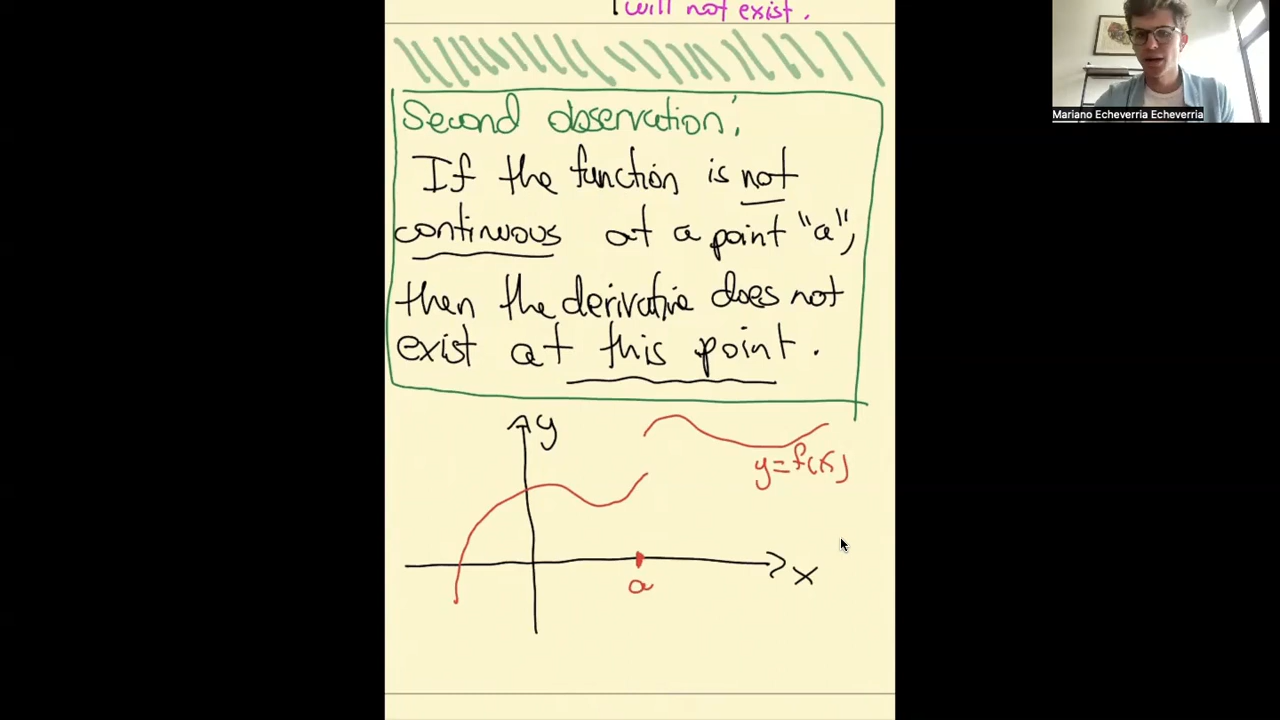 will not exist.
Mariano Echeverria Echeverria
Second observation:
If the function is not
continuous at a point "a",
then the derivative does not
exist at this point.
y
y=f(x)
x
a